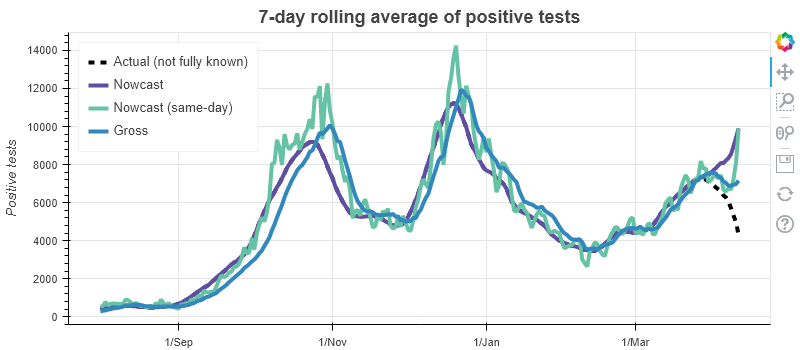 7-day rolling average of positive tests
Actual (not fully known)
Nowcast
Nowcast (same-day)
Gross
Positive tests
14000
12000
10000
8000
6000
4000
2000
0
1/Sep
1/Nov
1/Jan
1/Mar